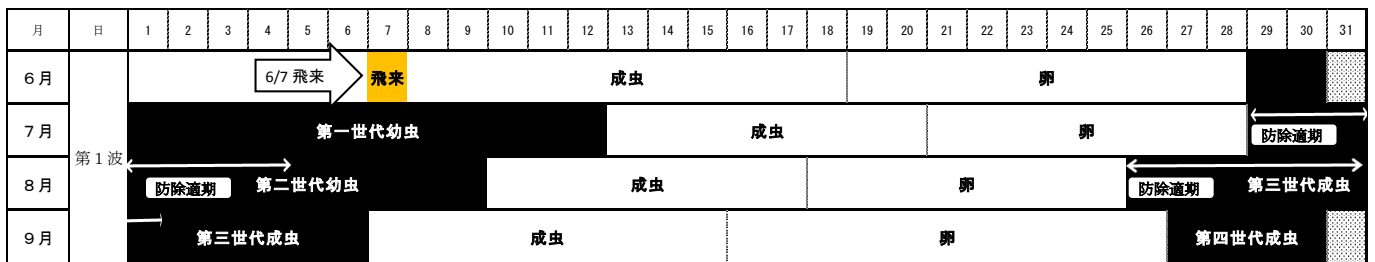 月 日 1 2 3 4 5 6 7 8 9 10 11 12 13 14 15 16 17 18 19 20 21 22 23 24 25 26 27 28 29 30 31
6月 6/7 飛来 飛来 成虫 卵
7月 第一世代幼虫 成虫 卵 防除適期
第1波
8月 防除適期 第二世代幼虫 成虫 卵 防除適期 第三世代成虫
9月 第三世代成虫 成虫 卵 第四世代成虫